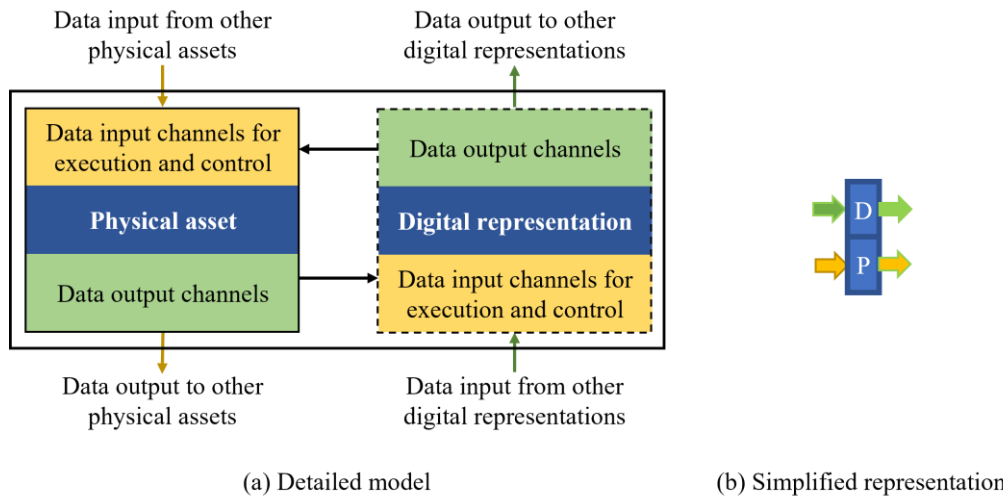 Data input from other
physical assets
Data output to other
digital representations
Data input channels for
execution and control
Physical asset
Data output channels
Data output channels
Digital representation
Data input channels for
execution and control
Data output to other
physical assets
Data input from other
digital representations
D
P
(a) Detailed model
(b) Simplified representation